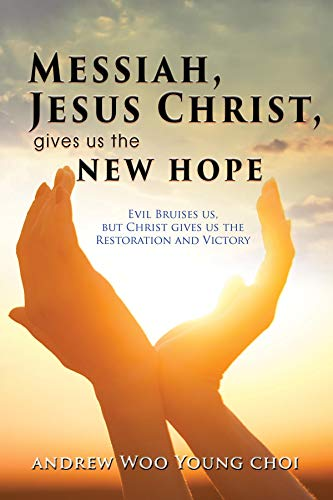 MESSIAH,
JESUS CHRIST,
gives us the
NEW HOPE
EVIL BRUISES US,
BUT CHRIST GIVES US THE
RESTORATION AND VICTORY
ANDREW WOO YOUNG CHOI